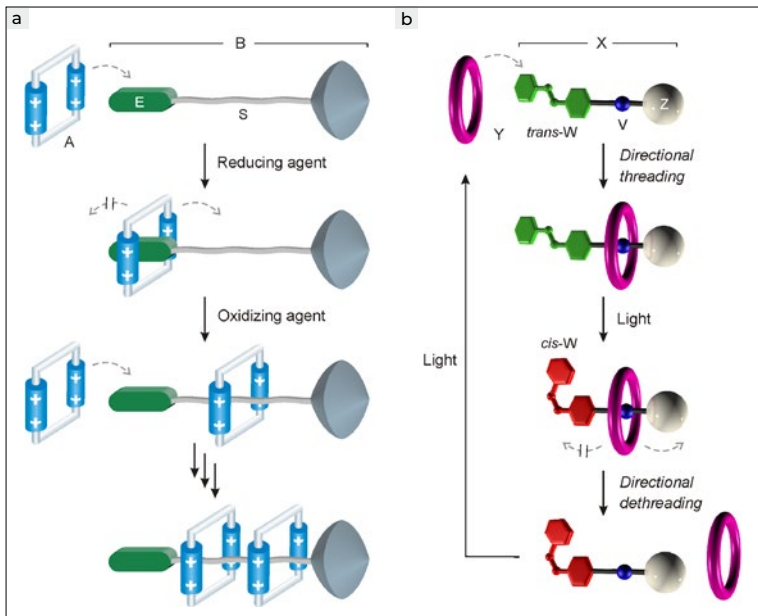 a
B
E
S
A
Reducing agent
Oxidizing agent
b
X
Y
trans-W
V
Z
Directional
threading
Light
cis-W
Light
Directional
dethreading